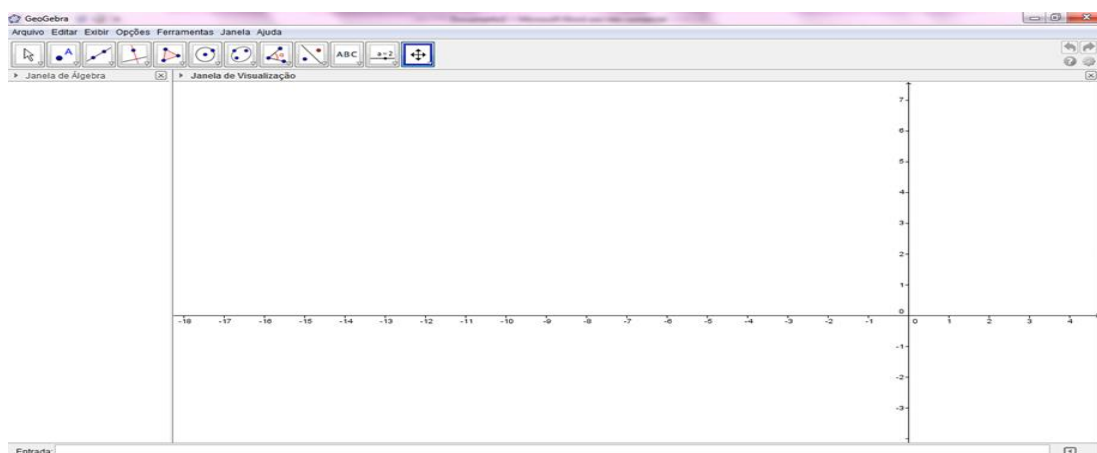 GeoGebra
Arquivo Editar Exibir Opções Ferramentas Janela Ajuda
A ABC a=2
Janela de Álgebra Janela de Visualização
7
6
5
4
3
2
1
0
-18 -17 -16 -15 -14 -13 -12 -11 -10 -9 -8 -7 -6 -5 -4 -3 -2 -1 0 1 2 3 4
-1
-2
-3
Entrada: